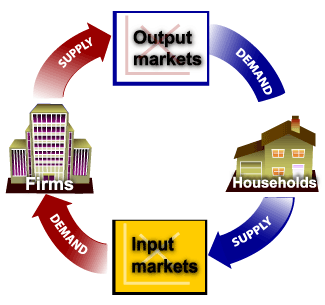 Output
markets
SUPPLY
DEMAND
Firms
Households
DEMAND
SUPPLY
Input
markets